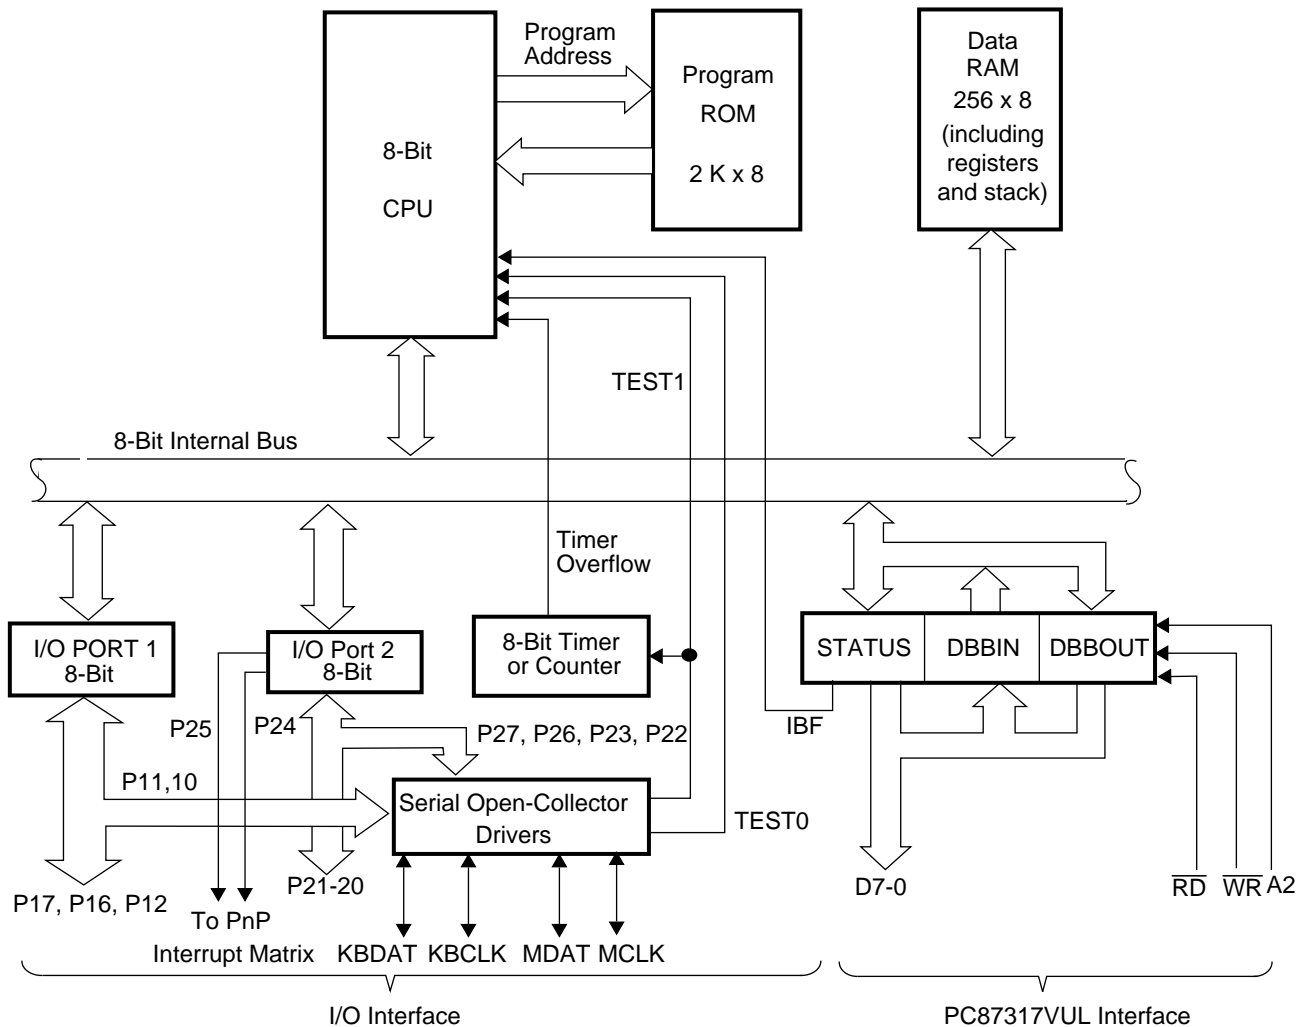 Program
Address
8-Bit
CPU
Program
ROM
2 K x 8
Data
RAM
256 x 8
(including
registers
and stack)
TEST1
8-Bit Internal Bus
Timer
Overflow
I/O PORT 1
8-Bit
I/O Port 2
8-Bit
8-Bit Timer
or Counter
STATUS
DBBIN
DBBOUT
P25
P24
P27, P26, P23, P22
IBF
P11,10
Serial Open-Collector
Drivers
TEST0
P17, P16, P12
P21-20
D7-0
RD
WR
A2
To PnP
Interrupt Matrix
KBDAT
KBCLK
MDAT
MCLK
I/O Interface
PC87317VUL Interface